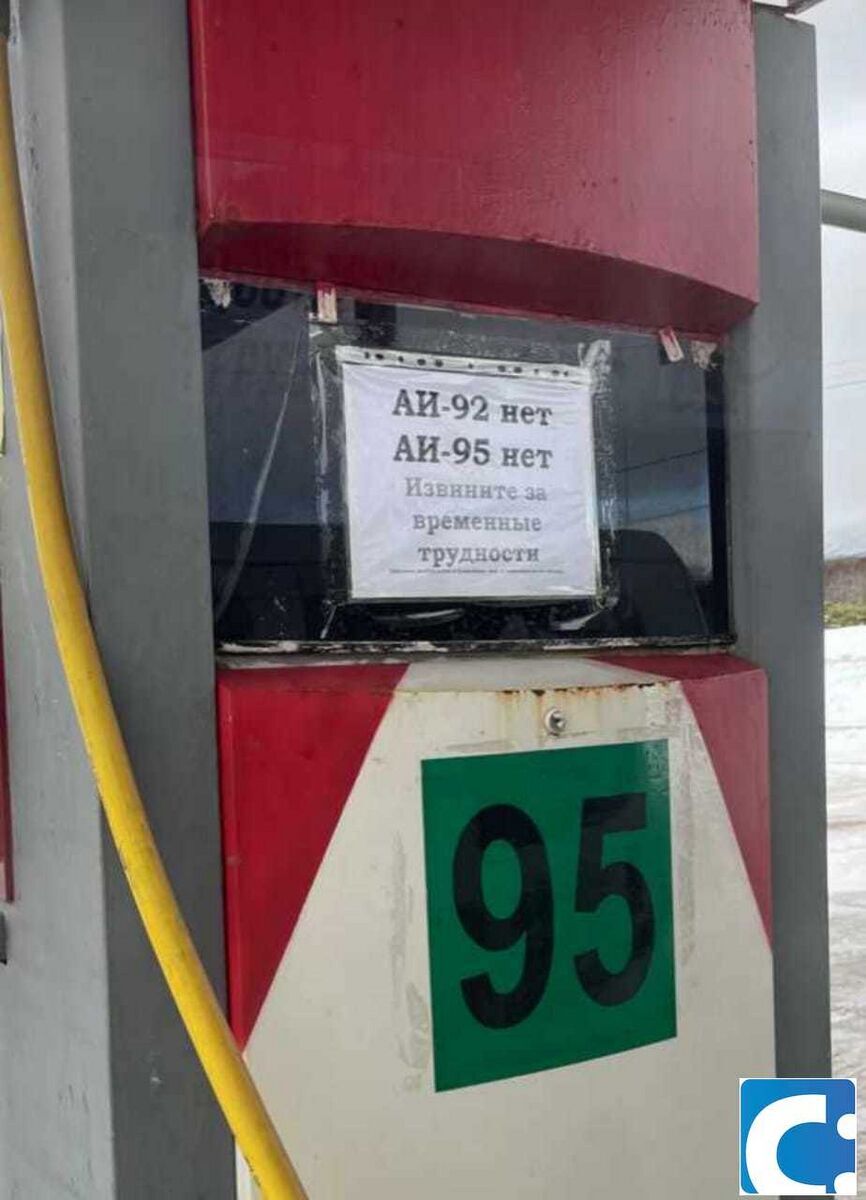 АИ-92 нет
АИ-95 нет
Извините за
временные
трудности
95